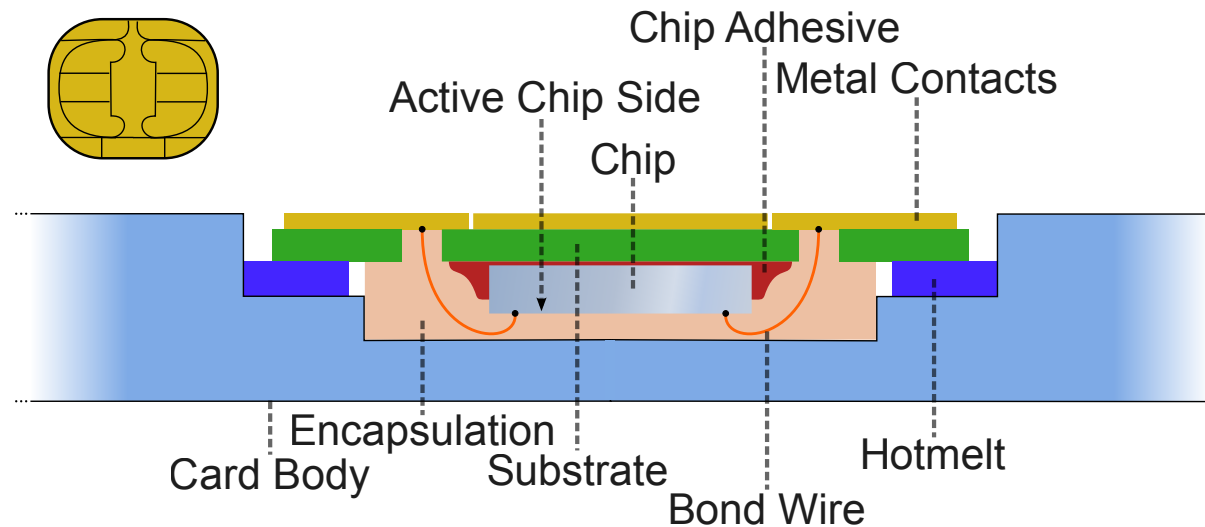 Chip Adhesive
Metal Contacts
Active Chip Side
Chip
Encapsulation
Substrate
Hotmelt
Card Body
Bond Wire